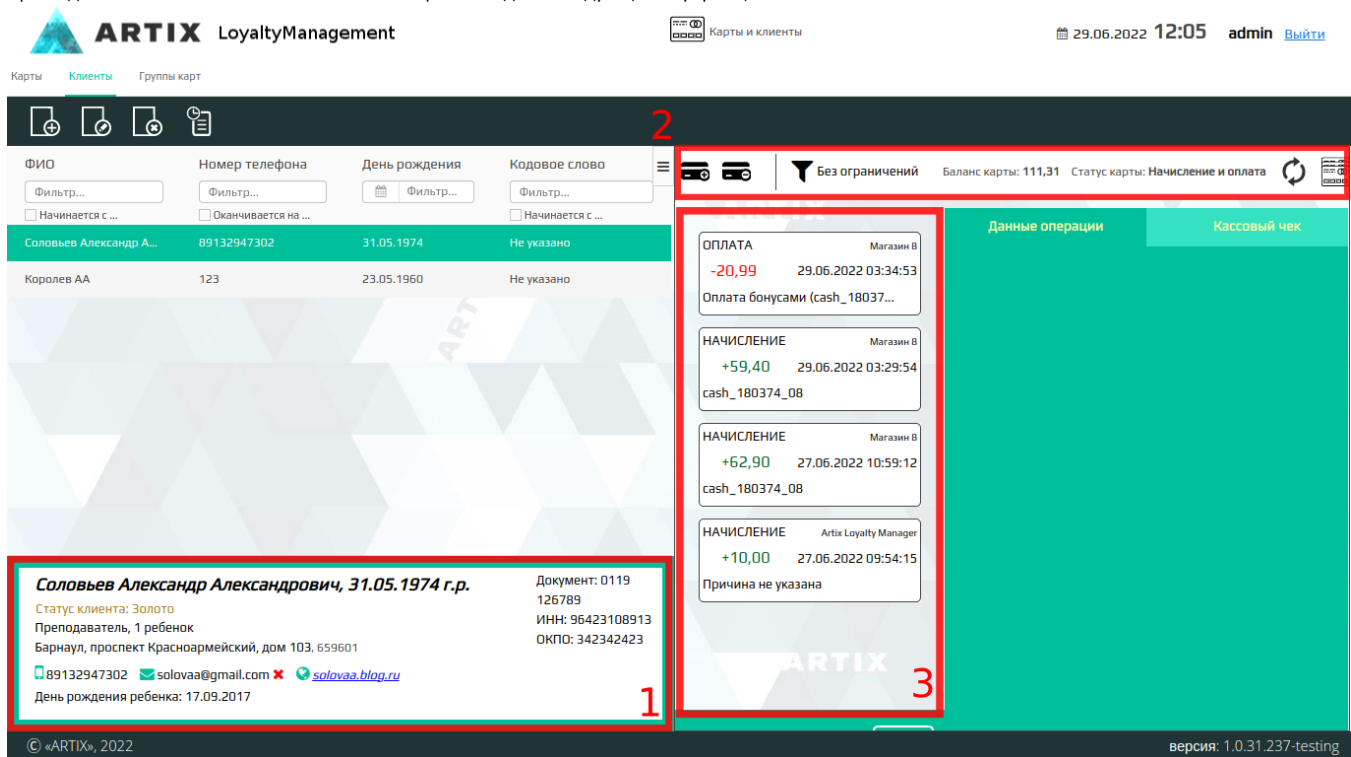 ARTIX LoyaltyManagement
Карты и клиенты
29.06.2022 12:05 admin Выйти
Карты Клиенты Группы карт
2
ФИО Номер телефона День рождения Кодовое слово
Фильтр... Фильтр... Фильтр... Фильтр...
Начинается с ... Оканчивается на ... Начинается с ...
Соловьев Александр А... 89132947302 31.05.1974 Не указано
Королев АА 123 23.05.1960 Не указано
Без ограничений Баланс карты: 111,31 Статус карты: Начисление и оплата
Данные операции Кассовый чек
ОПЛАТА Магазин 8
-20,99 29.06.2022 03:34:53
Оплата бонусами (cash_18037...
НАЧИСЛЕНИЕ Магазин 8
+59,40 29.06.2022 03:29:54
cash_180374_08
НАЧИСЛЕНИЕ Магазин 8
+62,90 27.06.2022 10:59:12
cash_180374_08
НАЧИСЛЕНИЕ Artix Loyalty Manager
+10,00 27.06.2022 09:54:15
Причина не указана
ARTIX
3
Соловьев Александр Александрович, 31.05.1974 г.р.
Статус клиента: Золото
Преподаватель, 1 ребенок
Барнаул, проспект Красноармейский, дом 103, 659601
89132947302 solovaa@gmail.com solovaa.blog.ru
День рождения ребенка: 17.09.2017
Документ: 0119
126789
ИНН: 96423108913
ОКПО: 342342423
1
© «ARTIX», 2022
версия: 1.0.31.237-testing